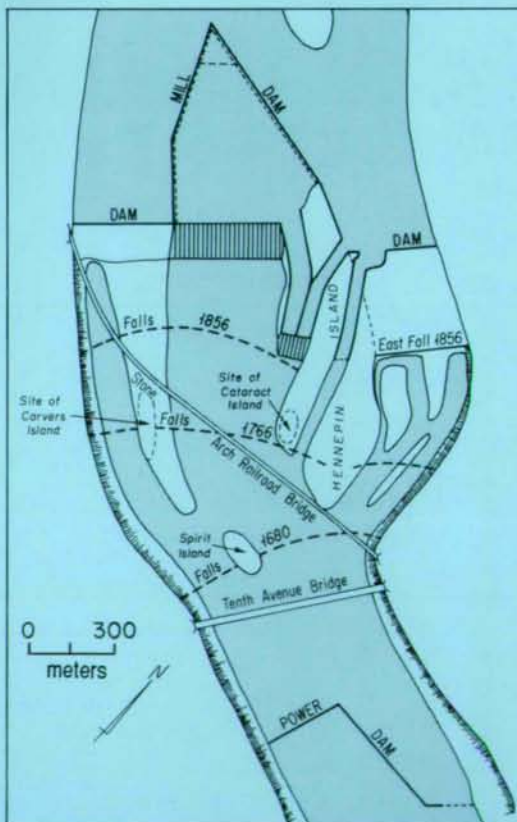 MILL
DAM
DAM
DAM
Falls 1856
ISLAND
East Fall 1856
Site of
Carvers
Island
Stone
Site of
Cataract
Island
Falls 1766
HENNEPIN
Arch Railroad Bridge
Spirit
Island
Falls 1680
Tenth Avenue Bridge
0 300
meters
N
POWER
DAM